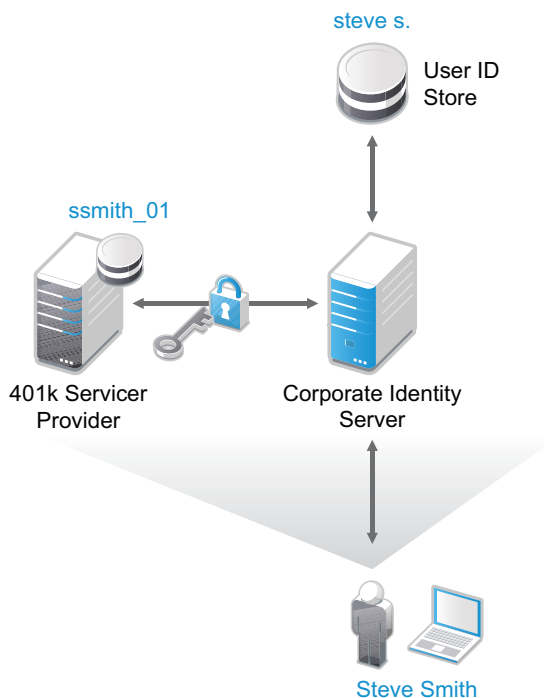 steve s.
User ID
Store
ssmith_01
401k Servicer
Provider
Corporate Identity
Server
Steve Smith